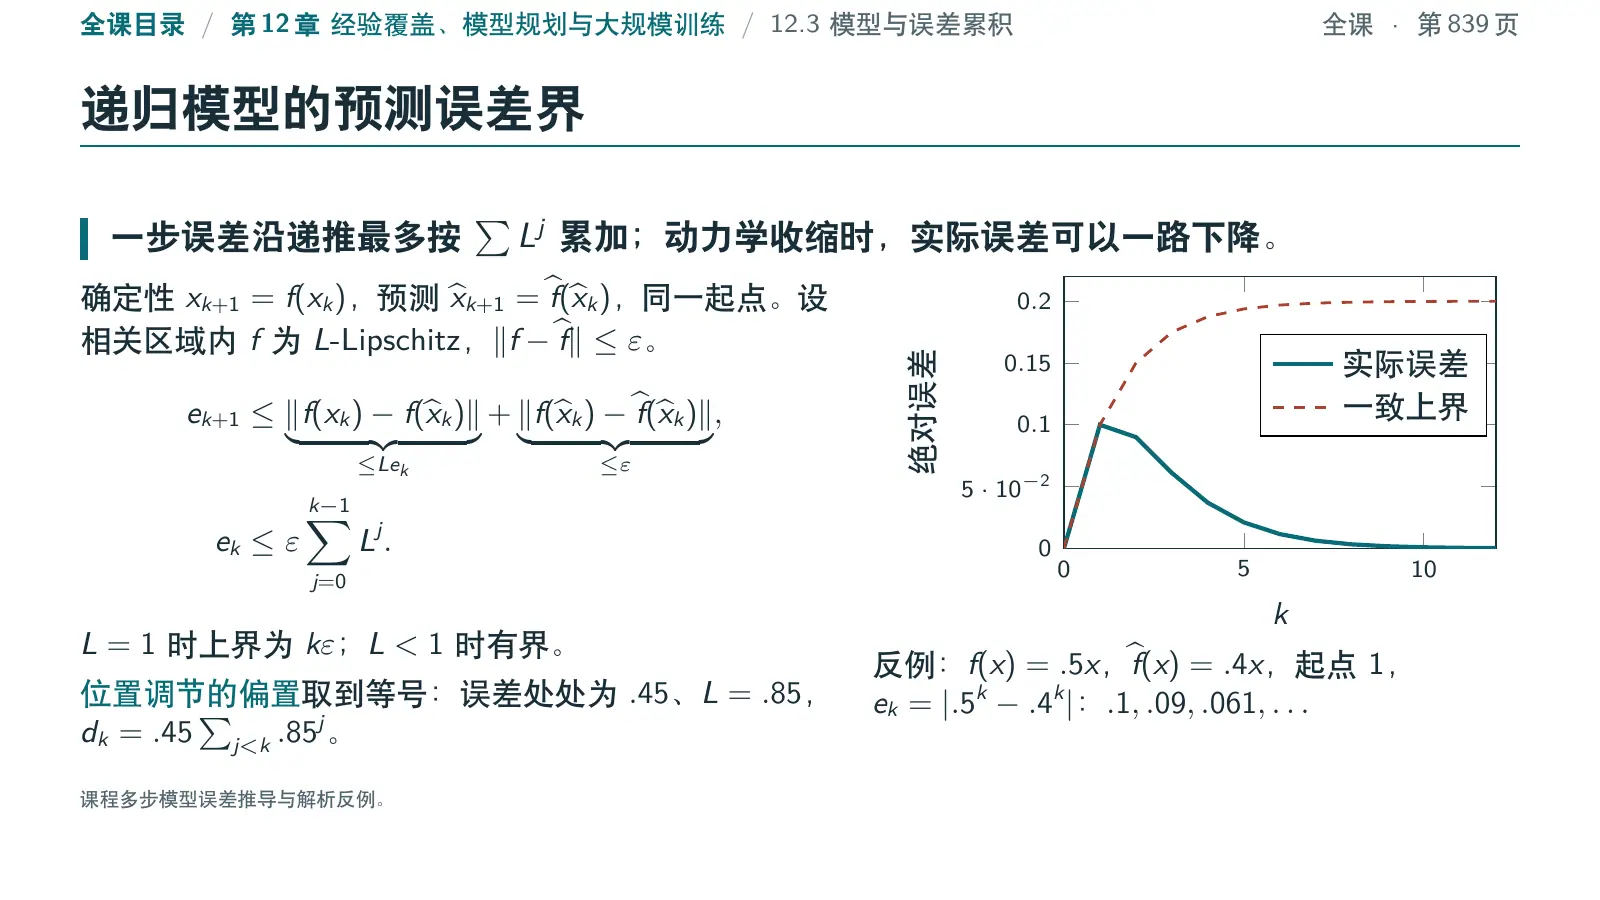 全课目录 / 第 12 章 经验覆盖、模型规划与大规模训练 / 12.3 模型与误差累积
全课 · 第 839 页
递归模型的预测误差界
一步误差沿递推最多按 ∑ L^j 累加；动力学收缩时，实际误差可以一路下降。
确定性 x_{k+1} = f(x_k)，预测 x̂_{k+1} = f̂(x̂_k)，同一起点。设
相关区域内 f 为 L-Lipschitz，‖f − f̂‖ ≤ ε。
e_{k+1} ≤ ‖f(x_k) − f(x̂_k)‖ + ‖f(x̂_k) − f̂(x̂_k)‖,
≤Le_k ≤ε
e_k ≤ ε ∑_{j=0}^{k−1} L^j.
L = 1 时上界为 kε；L < 1 时有界。
位置调节的偏置取到等号：误差处处为 .45、L = .85，
d_k = .45 ∑_{j<k} .85^j。
课程多步模型误差推导与解析反例。
绝对误差
0.2
0.15
0.1
5 · 10^{−2}
0
0 5 10
k
实际误差
一致上界
反例：f(x) = .5x，f̂(x) = .4x，起点 1，
e_k = |.5^k − .4^k|：.1, .09, .061, . . .